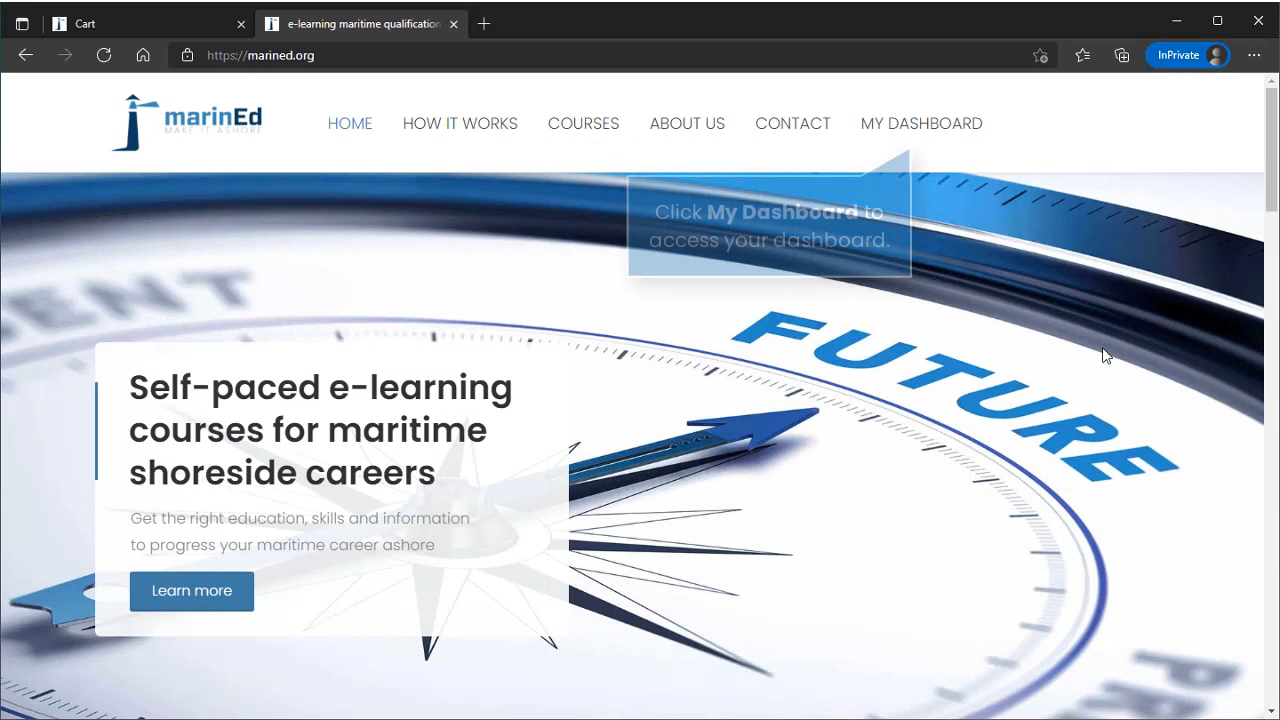 Cart
e-learning maritime qualification
https://marined.org
InPrivate
marinEd
MAKE IT ASHORE
HOME
HOW IT WORKS
COURSES
ABOUT US
CONTACT
MY DASHBOARD
Click My Dashboard to
access your dashboard.
FUTURE
Self-paced e-learning
courses for maritime
shoreside careers
Get the right education, and information
to progress your maritime career ashore
Learn more